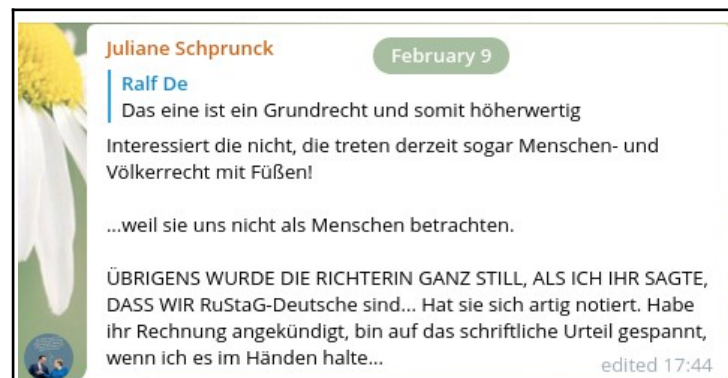 Juliane Schprunck
February 9
Ralf De
Das eine ist ein Grundrecht und somit höherwertig
Interessiert die nicht, die treten derzeit sogar Menschen- und
Völkerrecht mit Füßen!
...weil sie uns nicht als Menschen betrachten.
ÜBRIGENS WURDE DIE RICHTERIN GANZ STILL, ALS ICH IHR SAGTE,
DASS WIR RuStaG-Deutsche sind... Hat sie sich artig notiert. Habe
ihr Rechnung angekündigt, bin auf das schriftliche Urteil gespannt,
wenn ich es im Händen halte...
edited 17:44